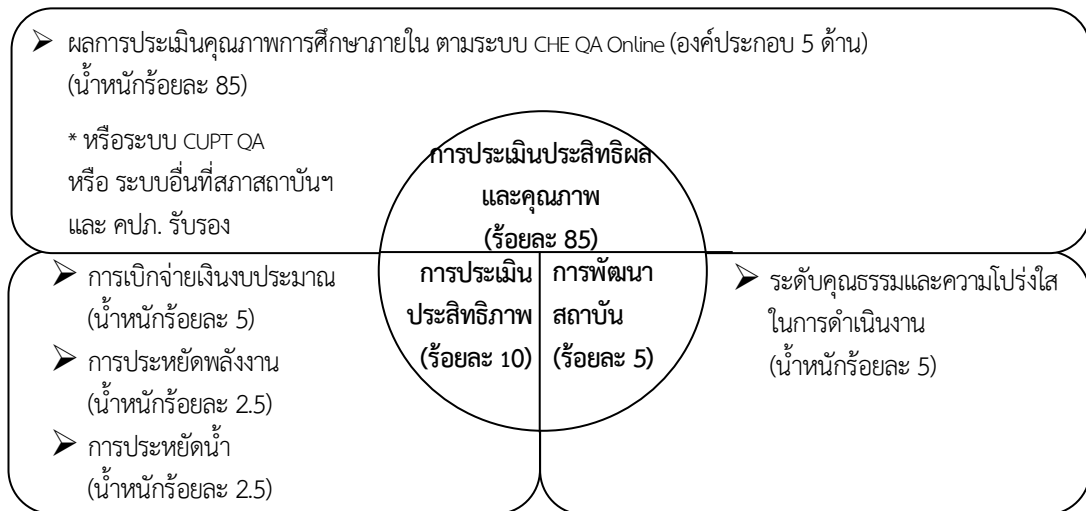 ➢ ผลการประเมินคุณภาพการศึกษาภายใน ตามระบบ CHE QA Online (องค์ประกอบ 5 ด้าน)
(น้ำหนักร้อยละ 85)
* หรือระบบ CUPT QA
หรือ ระบบอื่นที่สภาสถาบันฯ
และ คปภ. รับรอง
การประเมินประสิทธิผล
และคุณภาพ
(ร้อยละ 85)
การประเมิน
ประสิทธิภาพ
(ร้อยละ 10)
การพัฒนา
สถาบัน
(ร้อยละ 5)
➢ การเบิกจ่ายเงินงบประมาณ
(น้ำหนักร้อยละ 5)
➢ การประหยัดพลังงาน
(น้ำหนักร้อยละ 2.5)
➢ การประหยัดน้ำ
(น้ำหนักร้อยละ 2.5)
➢ ระดับคุณธรรมและความโปร่งใส
ในการดำเนินงาน
(น้ำหนักร้อยละ 5)